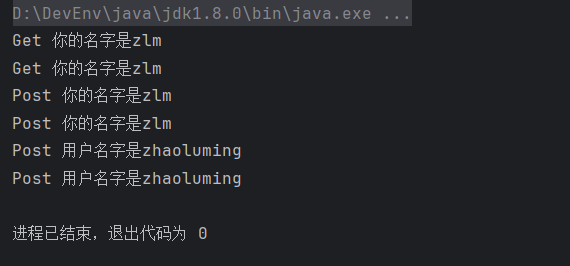 D:\DevEnv\java\jdk1.8.0\bin\java.exe ...
Get 你的名字是zlm
Get 你的名字是zlm
Post 你的名字是zlm
Post 你的名字是zlm
Post 用户名字是zhaoluming
Post 用户名字是zhaoluming
进程已结束，退出代码为 0